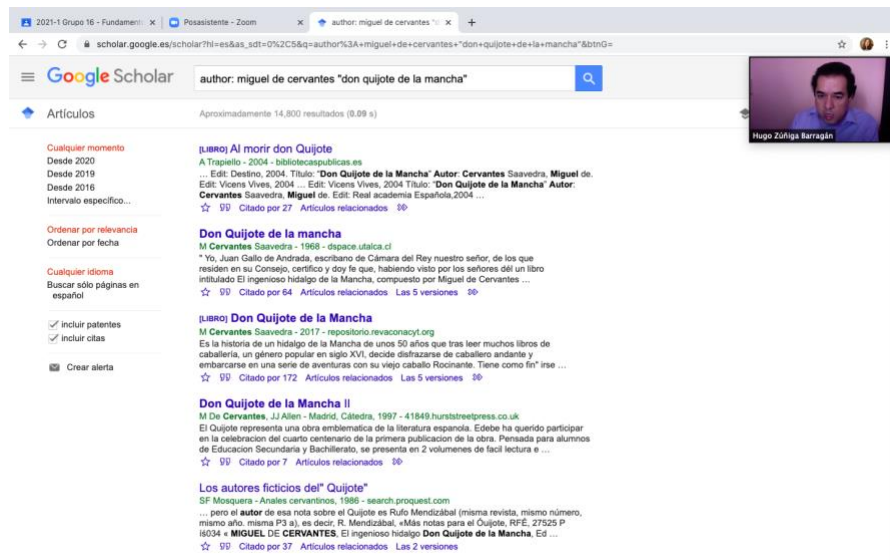 2021-1 Grupo 16 - Fundament
Posasistente - Zoom
author: miguel de cervantes "d
scholar.google.es/scholar?hl=es&as_sdt=0%2C5&q=author%3A+miguel+de+cervantes+"don+quijote+de+la+mancha"&btnG=
Google Scholar
author: miguel de cervantes "don quijote de la mancha"
Hugo Zúñiga Barragán
Artículos
Aproximadamente 14,800 resultados (0.09 s)
Cualquier momento
Desde 2020
Desde 2019
Desde 2016
Intervalo específico...
Ordenar por relevancia
Ordenar por fecha
Cualquier idioma
Buscar sólo páginas en
español
incluir patentes
incluir citas
Crear alerta
[LIBRO] Al morir don Quijote
A Trapiello - 2004 - bibliotecaspublicas.es
... Edit: Destino, 2004. Título: "Don Quijote de la Mancha" Autor: Cervantes Saavedra, Miguel de.
Edit: Vicens Vives, 2004 ... Edit: Vicens Vives, 2004 Título: "Don Quijote de la Mancha" Autor:
Cervantes Saavedra, Miguel de. Edit: Real academia Española,2004 ...
Citado por 27 Artículos relacionados
Don Quijote de la mancha
M Cervantes Saavedra - 1968 - dspace.utalca.cl
" Yo, Juan Gallo de Andrada, escribano de Cámara del Rey nuestro señor, de los que
residen en su Consejo, certifico y doy fe que, habiendo visto por los señores dél un libro
intitulado El ingenioso hidalgo de la Mancha, compuesto por Miguel de Cervantes ...
Citado por 64 Artículos relacionados Las 5 versiones
[LIBRO] Don Quijote de la Mancha
M Cervantes Saavedra - 2017 - repositorio.revaconacyt.org
Es la historia de un hidalgo de la Mancha de unos 50 años que tras leer muchos libros de
caballería, un género popular en siglo XVI, decide disfrazarse de caballero andante y
embarcarse en una serie de aventuras con su viejo caballo Rocinante. Tiene como fin" irse ...
Citado por 172 Artículos relacionados Las 5 versiones
Don Quijote de la Mancha II
M De Cervantes, JJ Allen - Madrid, Cátedra, 1997 - 41849.hurststreetpress.co.uk
El Quijote representa una obra emblematica de la literatura espanola. Edebe ha querido participar
en la celebracion del cuarto centenario de la primera publicacion de la obra. Pensada para alumnos
de Educacion Secundaria y Bachillerato, se presenta en 2 volumenes de facil lectura e ...
Citado por 7 Artículos relacionados
Los autores ficticios del" Quijote"
SF Mosquera - Anales cervantinos, 1986 - search.proquest.com
... pero el autor de esa nota sobre el Quijote es Rufo Mendizábal (misma revista, mismo número,
mismo año. misma P3 a), es decir, R. Mendizábal, «Más notas para el Óuijote, RFÉ, 27525 P
ís034 « MIGUEL DE CERVANTES, El ingenioso hidalgo Don Quijote de la Mancha, Ed ...
Citado por 37 Artículos relacionados Las 2 versiones